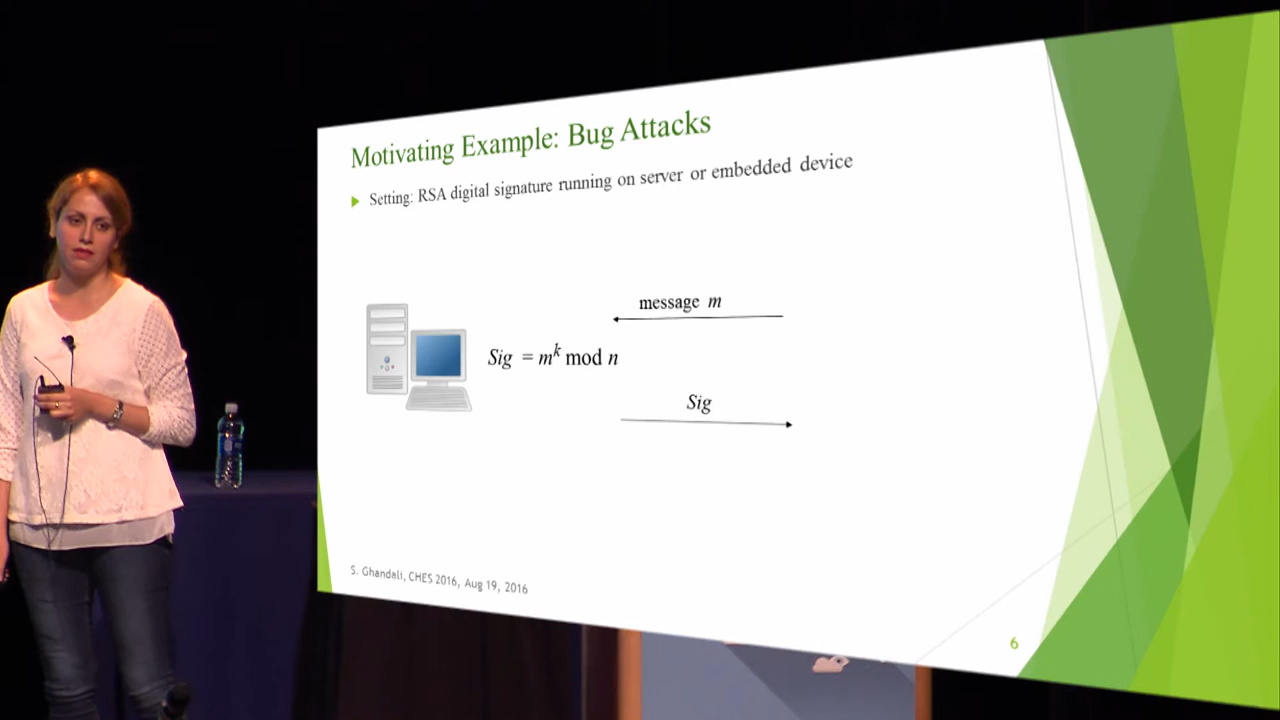 Motivating Example: Bug Attacks
Setting: RSA digital signature running on server or embedded device
message m
Sig = m^k mod n
Sig
S. Ghandali, CHES 2016, Aug 19, 2016
6